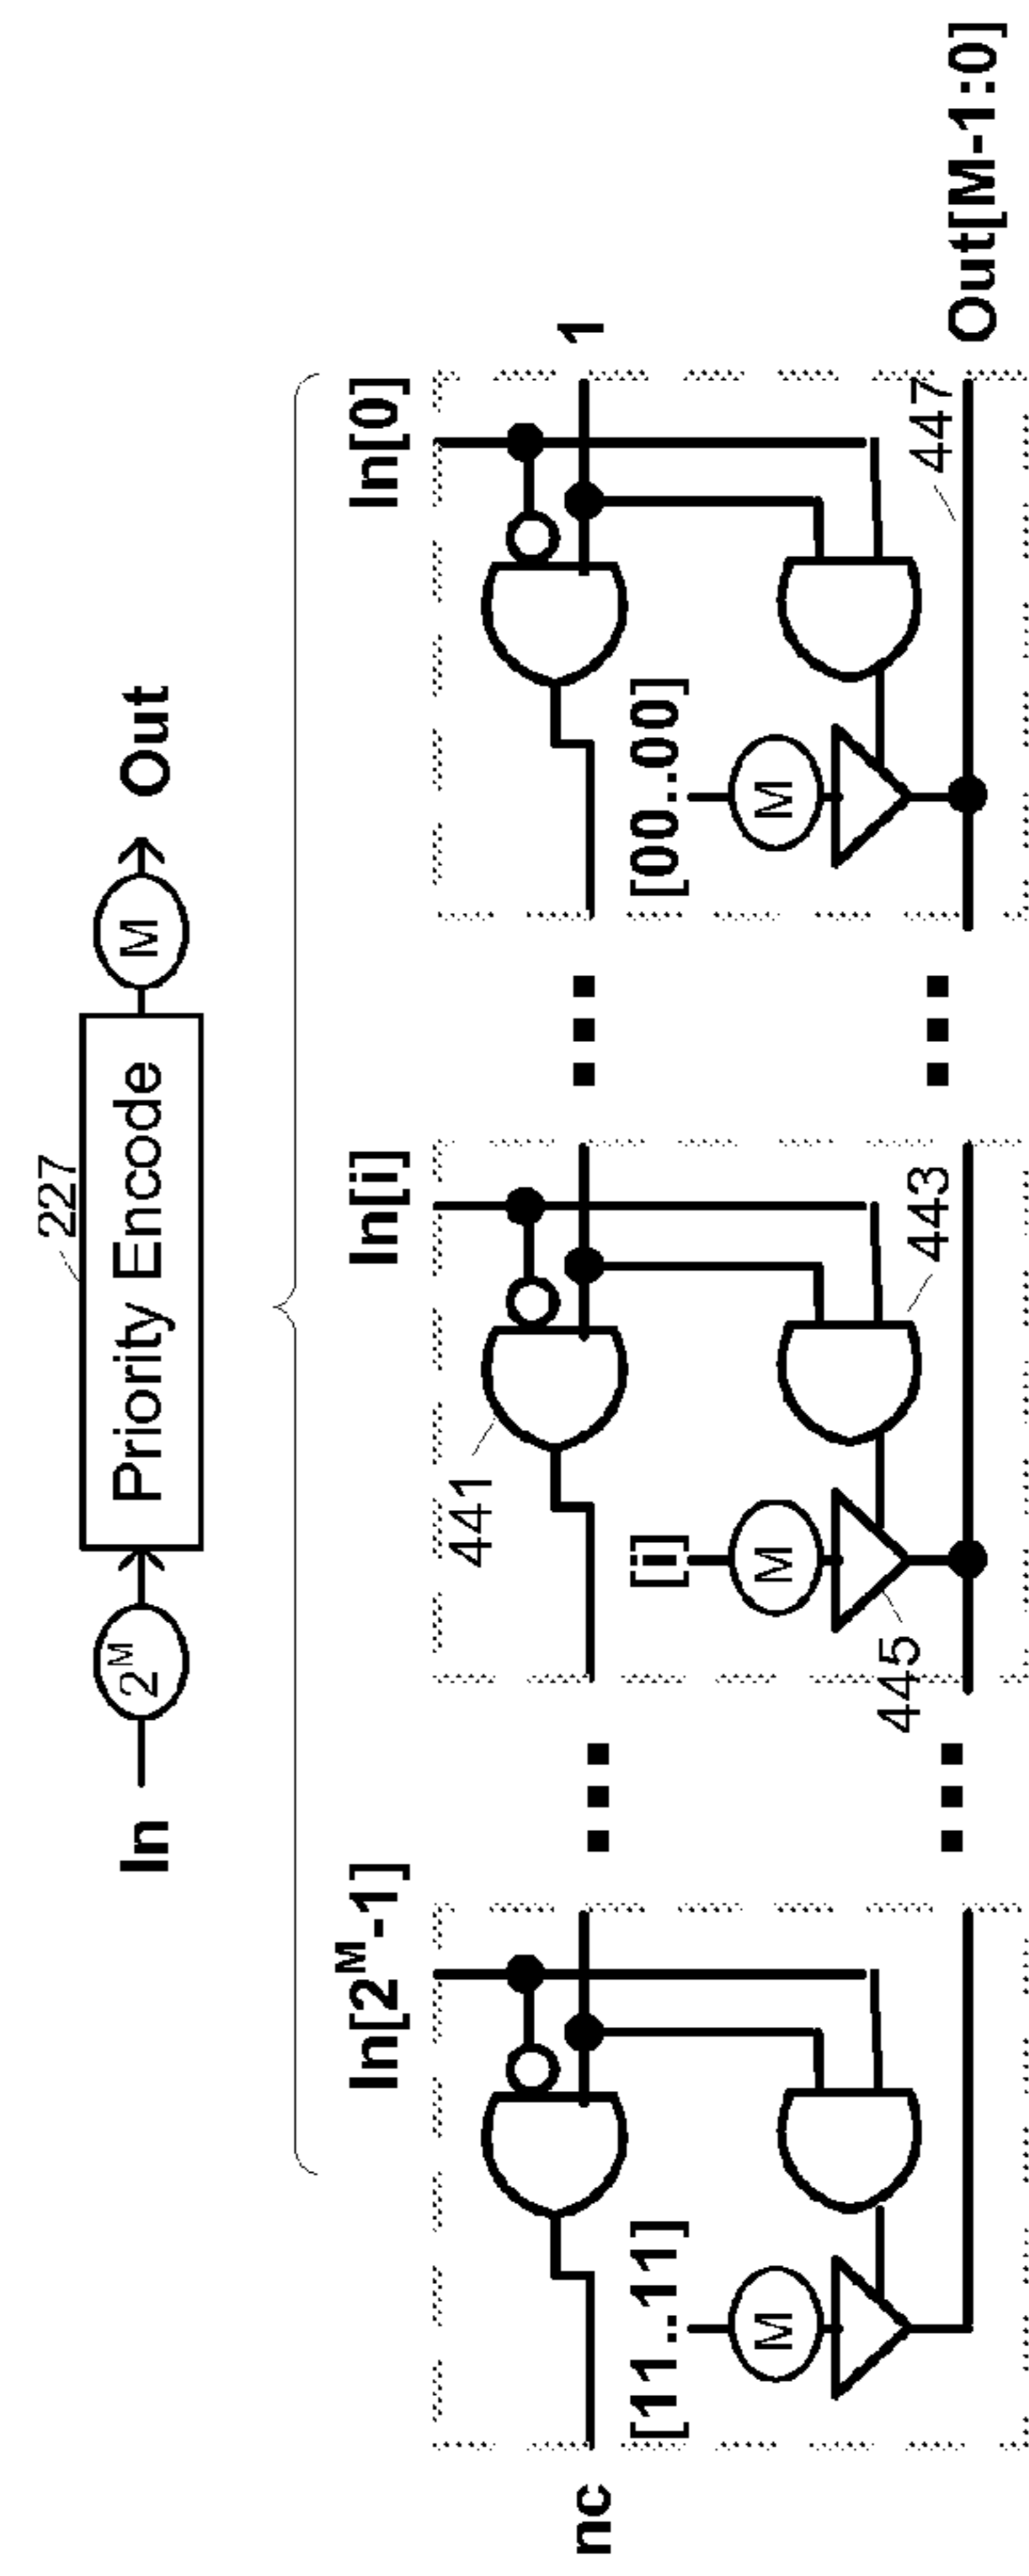 227
In 2^M Priority Encode M Out
In[2^M-1] In[i] In[0]
441
nc 1
[11..11] [i] [00..00]
M M M
445 443 447
Out[M-1:0]